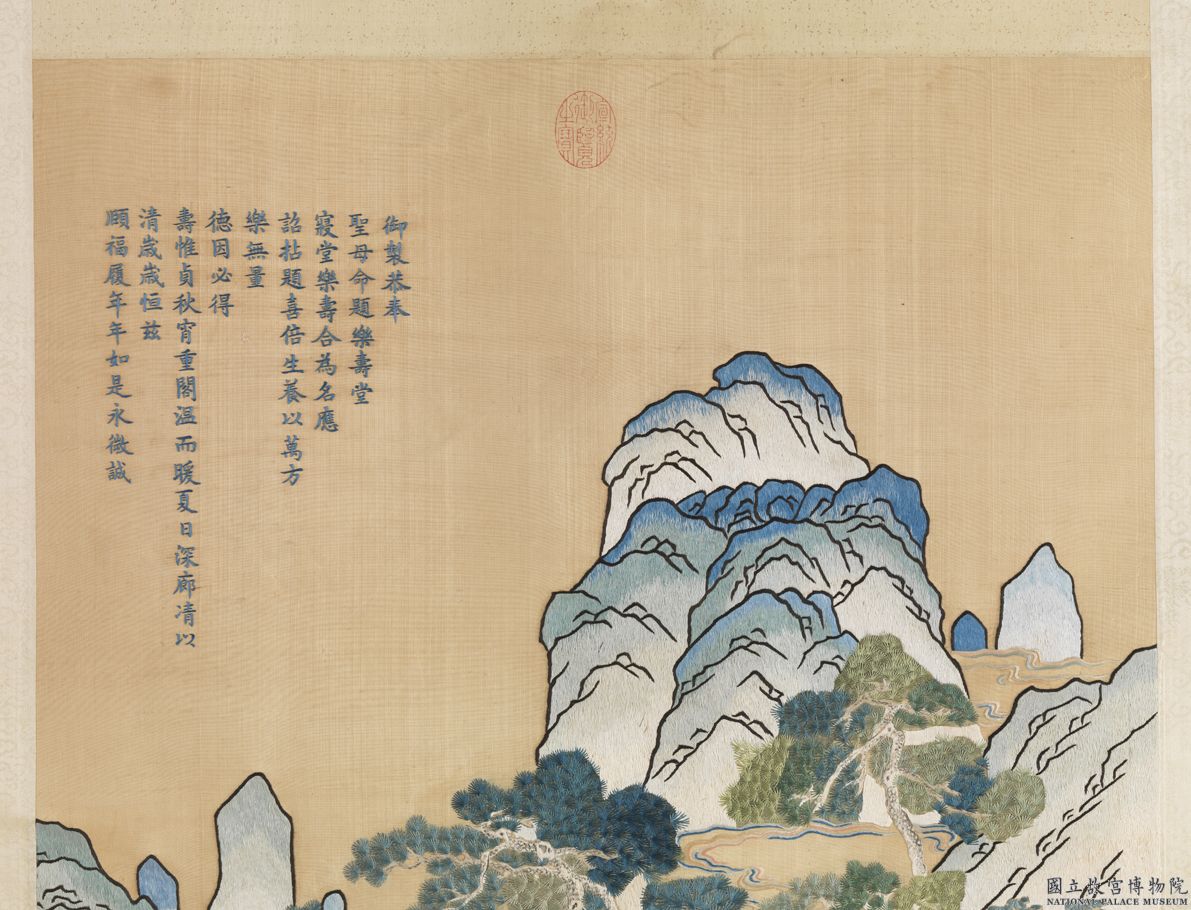 御製恭奉
聖母命題樂壽堂
寢堂樂壽合為名應
詔拈題喜倍生養以萬方
樂無量
德因必得
壽惟貞秋宵重閣溫而暖夏日深廊凊以
清歲歲恒茲
頤福履年年如是永微誠
宣統御覽之寶
國立故宮博物院
NATIONAL PALACE MUSEUM